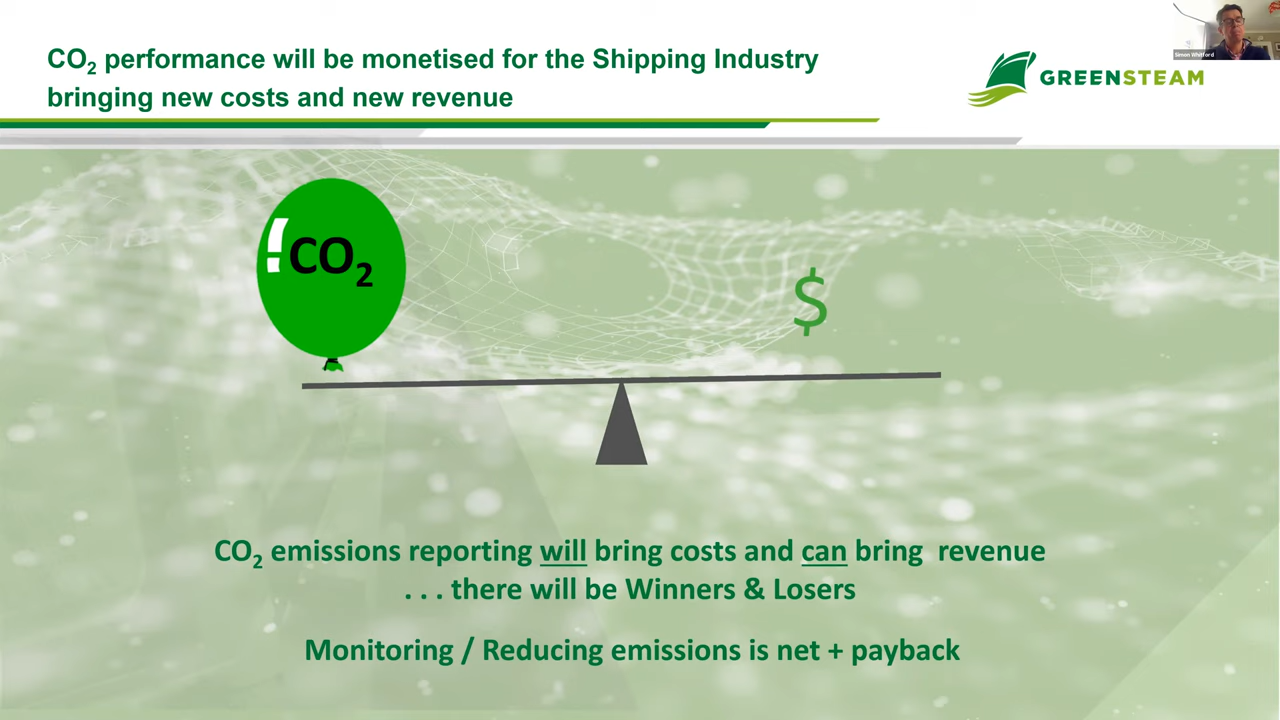 CO₂ performance will be monetised for the Shipping Industry
bringing new costs and new revenue
Simon Whitford
GREENSTEAM
!CO₂
$
CO₂ emissions reporting will bring costs and can bring revenue
. . . there will be Winners & Losers
Monitoring / Reducing emissions is net + payback